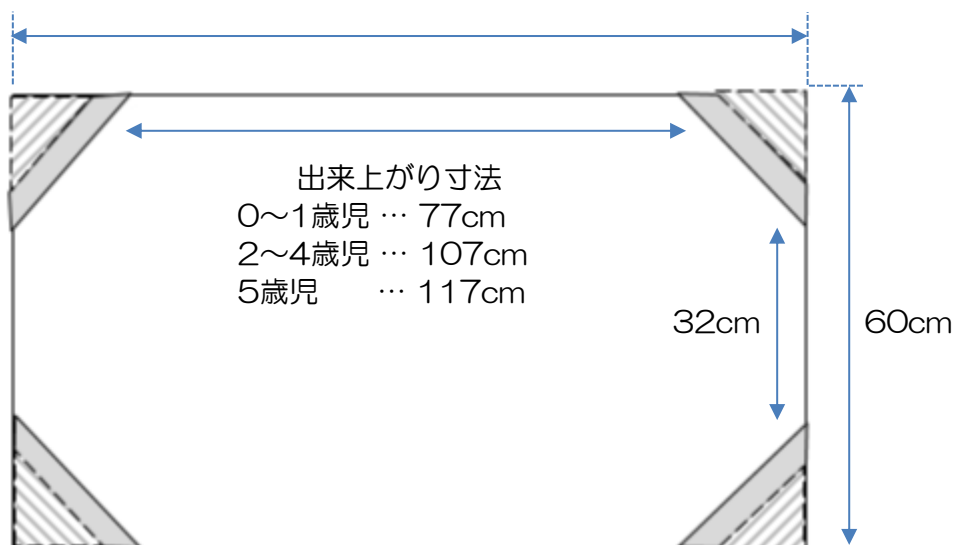 出来上がり寸法
0～1歳児 … 77cm
2～4歳児 … 107cm
5歳児　　… 117cm
32cm
60cm